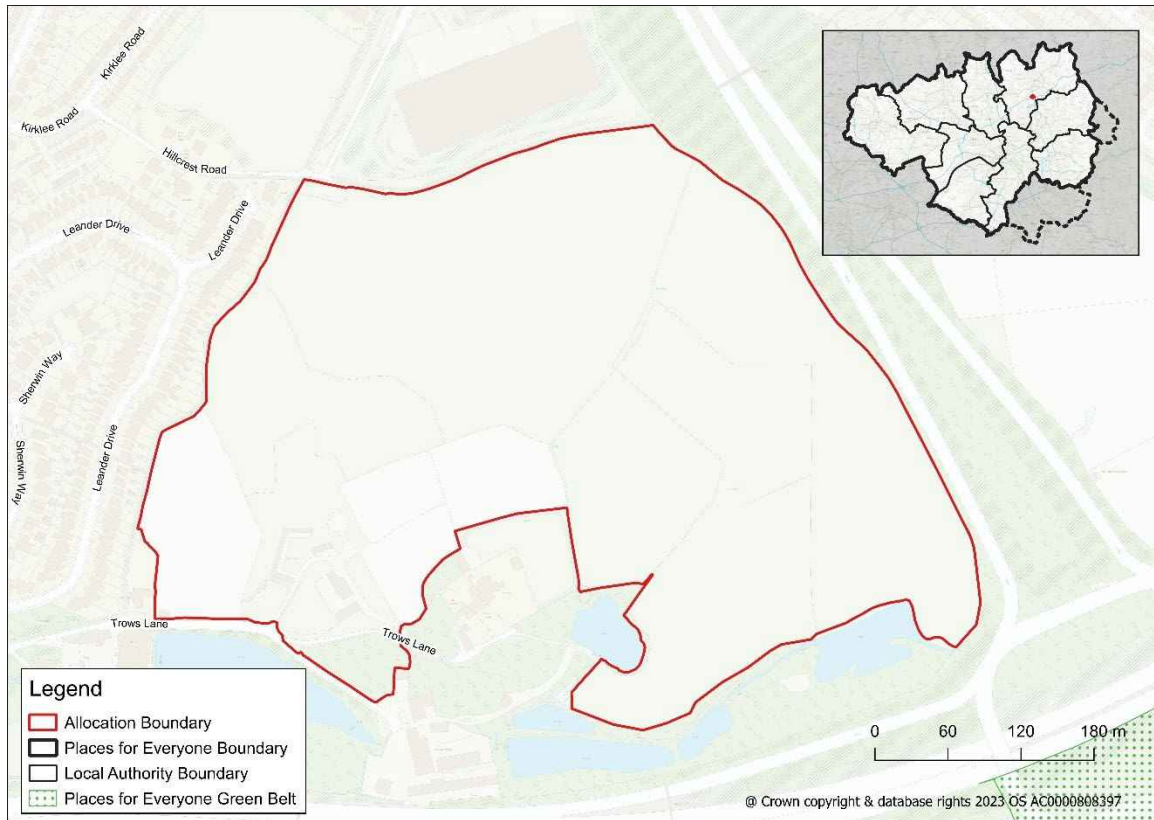 Kirklee Road
Kirklee Road
Hillcrest Road
Leander Drive
Leander Drive
Sherwin Way
Sherwin Way
Leander Drive
Trows Lane
Trows Lane
Legend
Allocation Boundary
Places for Everyone Boundary
Local Authority Boundary
Places for Everyone Green Belt
0 60 120 180 m
@ Crown copyright & database rights 2023 OS AC0000808397